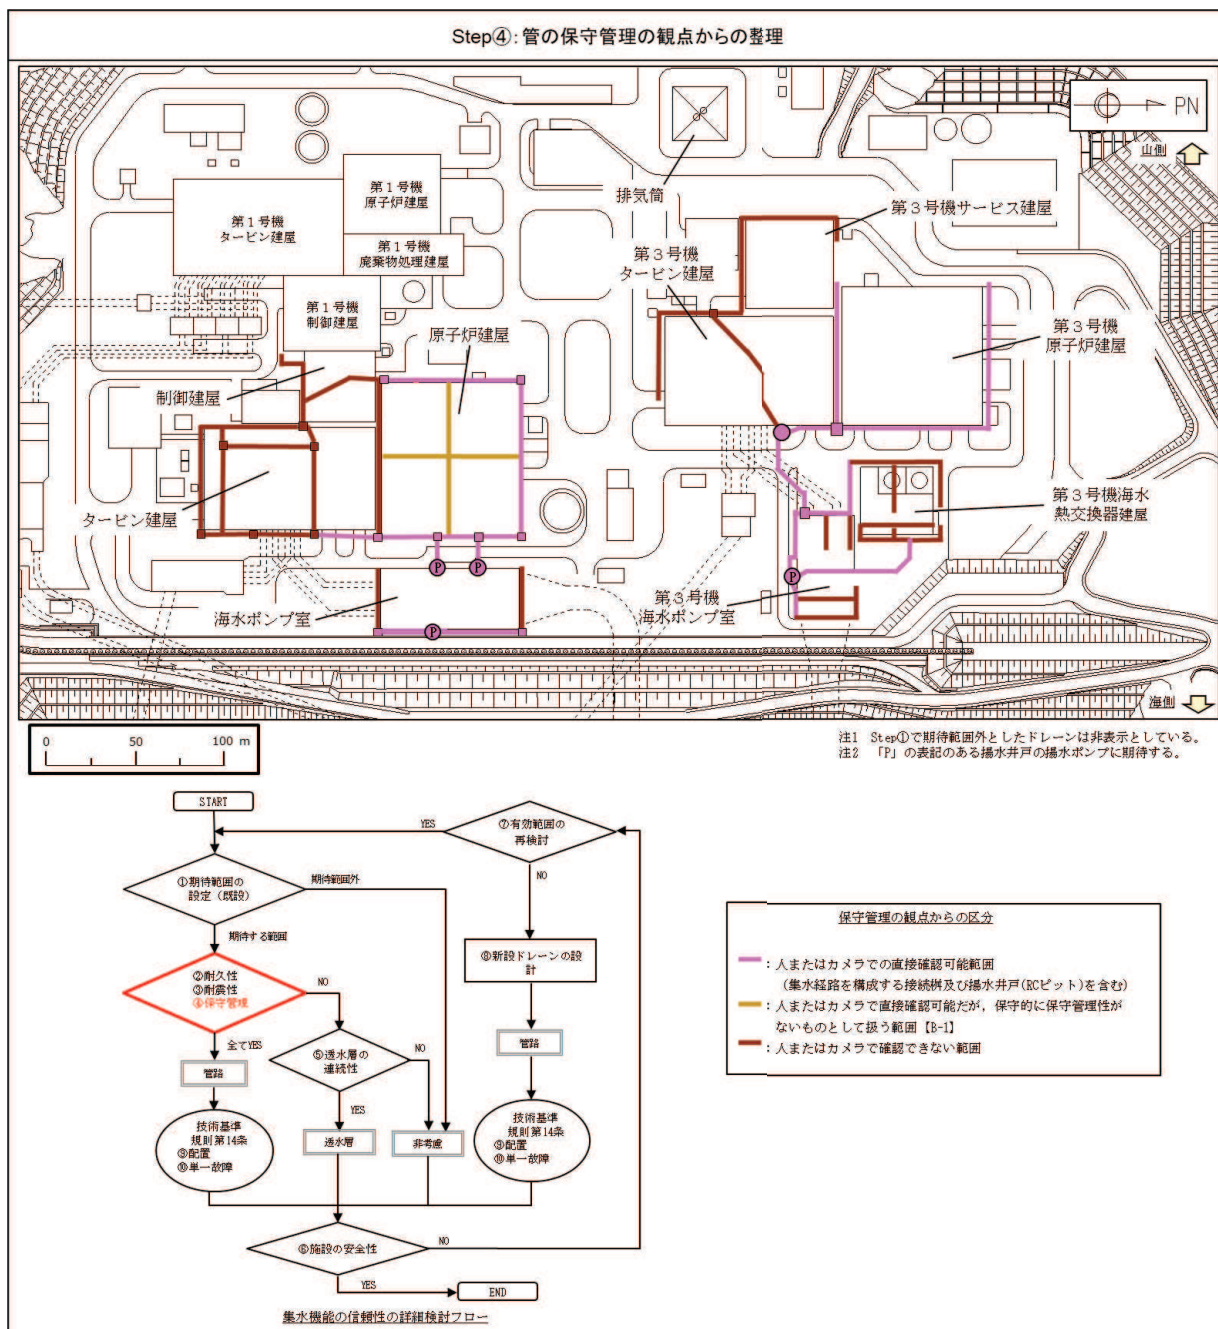 Step④：管の保守管理の観点からの整理
PN
山側
排気筒
第３号機サービス建屋
第１号機
原子炉建屋
第１号機
タービン建屋
第１号機
廃棄物処理建屋
第３号機
タービン建屋
第１号機
制御建屋
原子炉建屋
第３号機
原子炉建屋
制御建屋
タービン建屋
第３号機海水
熱交換器建屋
P
P
P
海水ポンプ室
P
第３号機
海水ポンプ室
海側
0 50 100 m
注1 Step①で期待範囲外としたドレーンは非表示としている。
注2 「P」の表記のある揚水井戸の揚水ポンプに期待する。
START
YES
⑦有効範囲の
再検討
①期待範囲の
設定（既設）
期待範囲外
NO
期待する範囲
⑧新設ドレーンの設
計
②耐久性
③耐震性
④保守管理
NO
全てYES
管路
⑤透水層の
連続性
NO
管路
YES
技術基準
規則第14条
⑨配置
⑩単一故障
透水層
非考慮
技術基準
規則第14条
⑨配置
⑩単一故障
⑥施設の安全性
NO
YES
END
集水機能の信頼性の詳細検討フロー
保守管理の観点からの区分
：人またはカメラでの直接確認可能範囲
（集水経路を構成する接続桝及び揚水井戸(RCピット)を含む）
：人またはカメラで直接確認可能だが，保守的に保守管理性が
ないものとして扱う範囲【B-1】
：人またはカメラで確認できない範囲